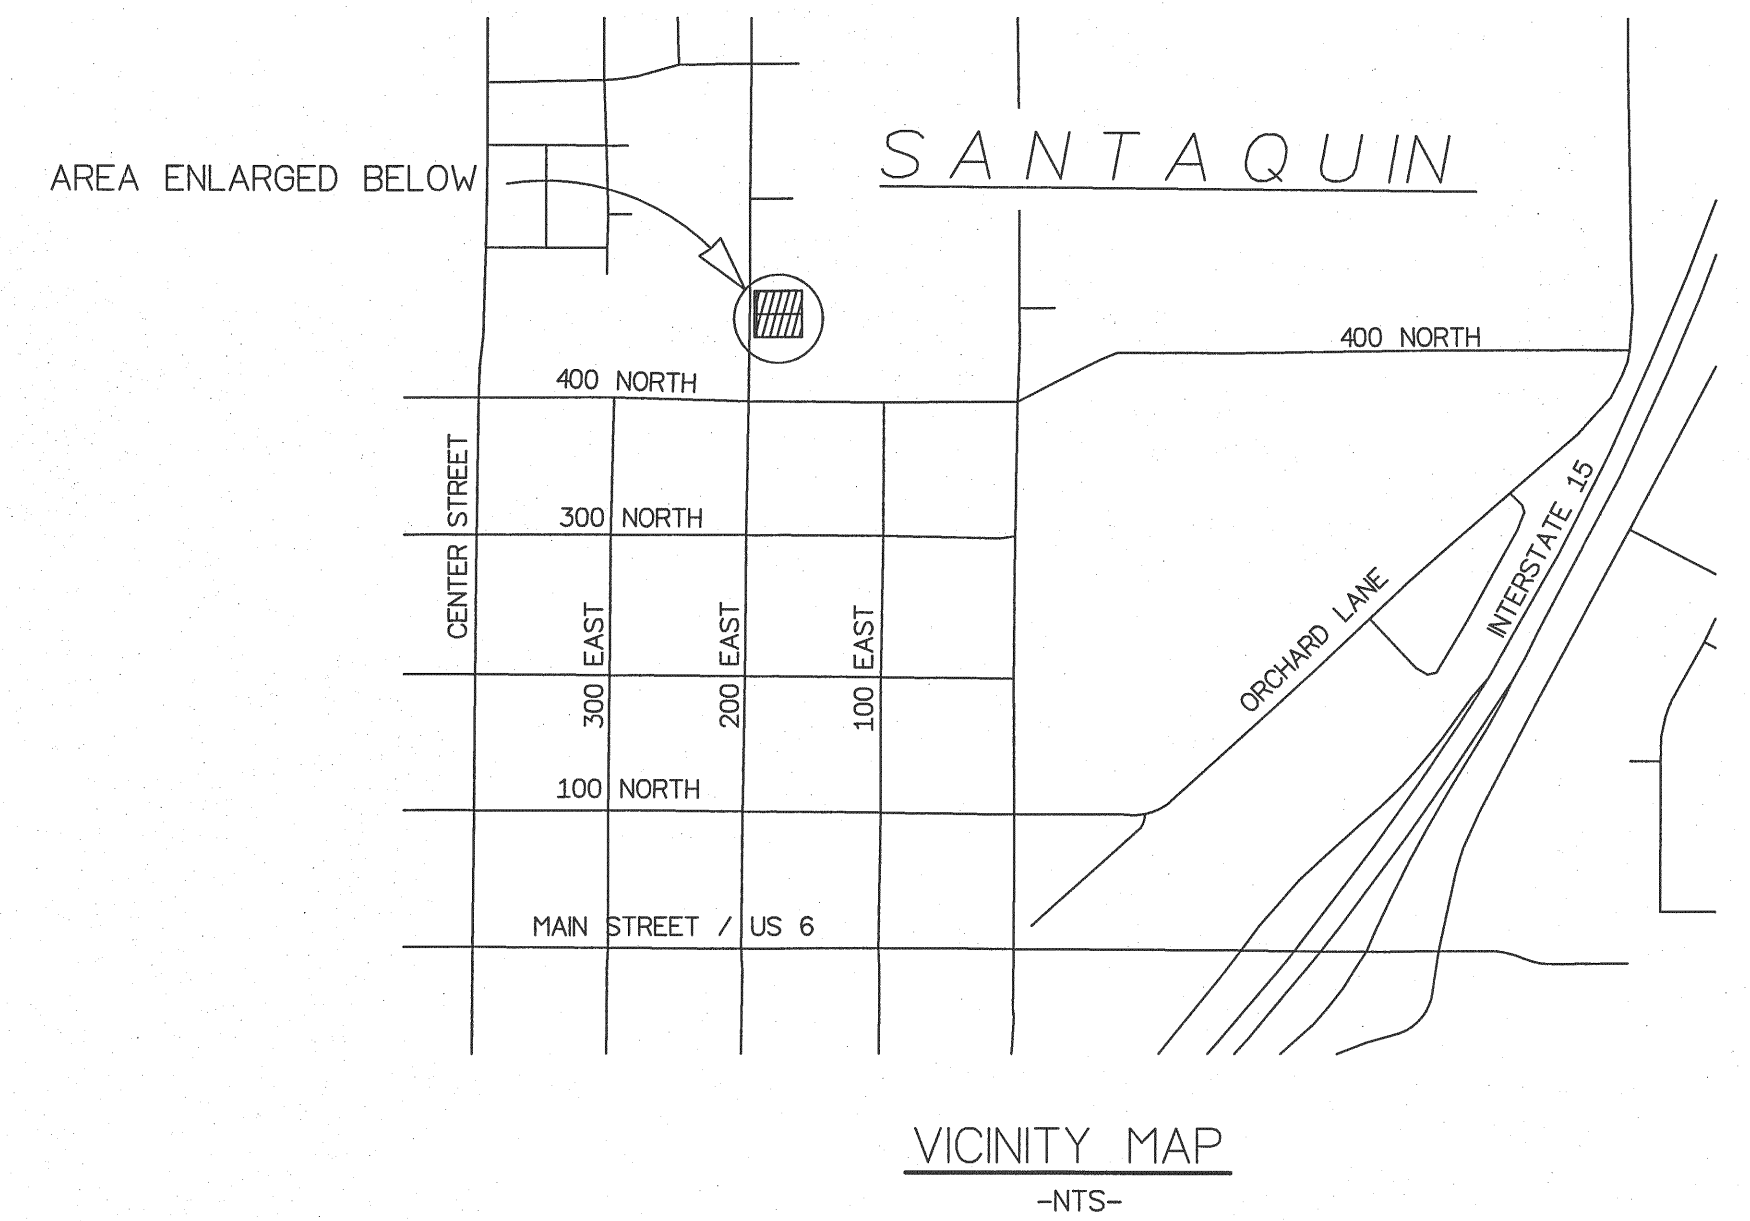 SANTAQUIN
AREA ENLARGED BELOW
400 NORTH
400 NORTH
CENTER STREET
300 NORTH
INTERSTATE 15
ORCHARD LANE
300 EAST
200 EAST
100 EAST
100 NORTH
MAIN STREET / US 6
VICINITY MAP
-NTS-